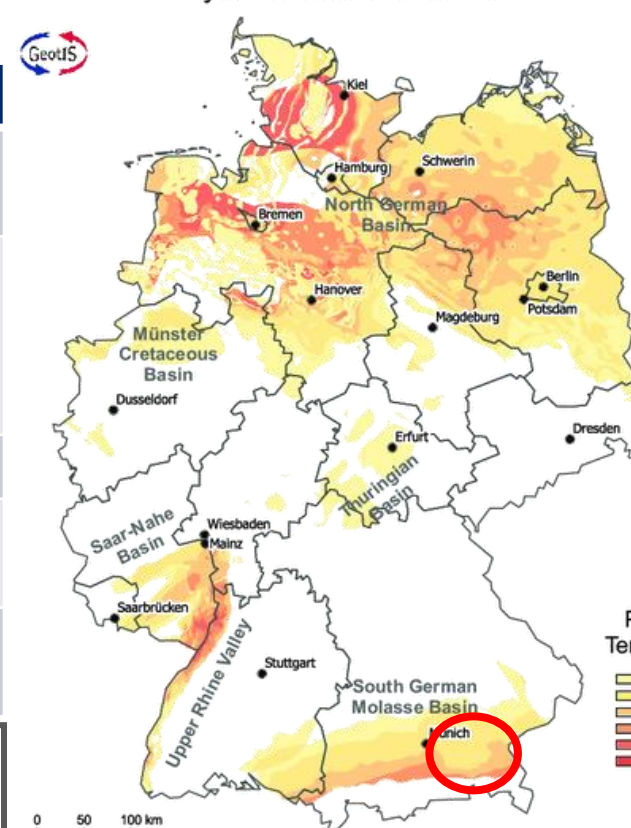 GeotIS
Kiel
Hamburg
Schwerin
North German
Basin
Bremen
Berlin
Hanover
Potsdam
Magdeburg
Münster
Cretaceous
Basin
Dusseldorf
Erfurt
Dresden
Thuringian
Basin
Saar-Nahe
Basin
Wiesbaden
Mainz
Saarbrücken
Upper Rhine Valley
Stuttgart
South German
Molasse Basin
Munich
0 50 100 km